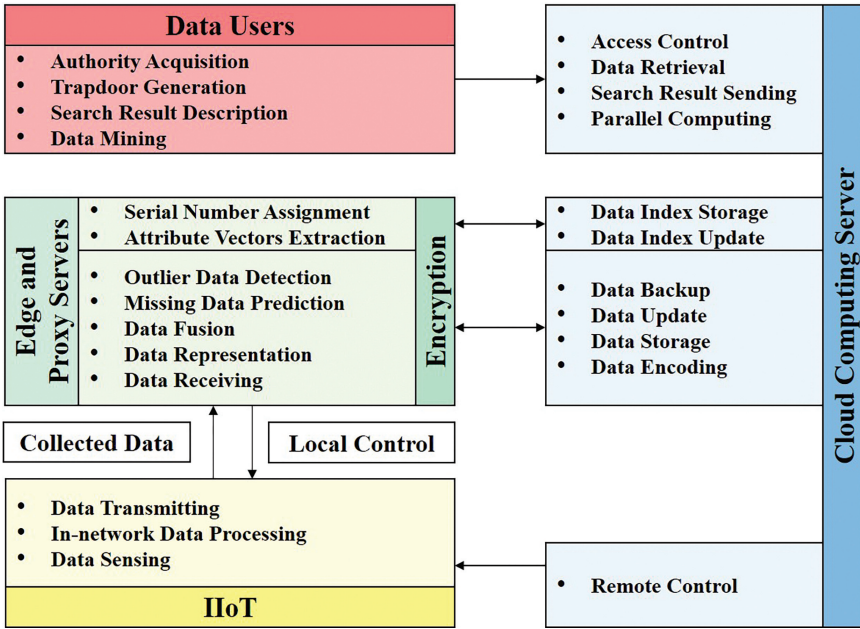 Data Users
• Authority Acquisition
• Trapdoor Generation
• Search Result Description
• Data Mining
• Access Control
• Data Retrieval
• Search Result Sending
• Parallel Computing
Edge and
Proxy Servers
• Serial Number Assignment
• Attribute Vectors Extraction
• Outlier Data Detection
• Missing Data Prediction
• Data Fusion
• Data Representation
• Data Receiving
Encryption
• Data Index Storage
• Data Index Update
• Data Backup
• Data Update
• Data Storage
• Data Encoding
Cloud Computing Server
Collected Data
Local Control
• Data Transmitting
• In-network Data Processing
• Data Sensing
IIoT
• Remote Control